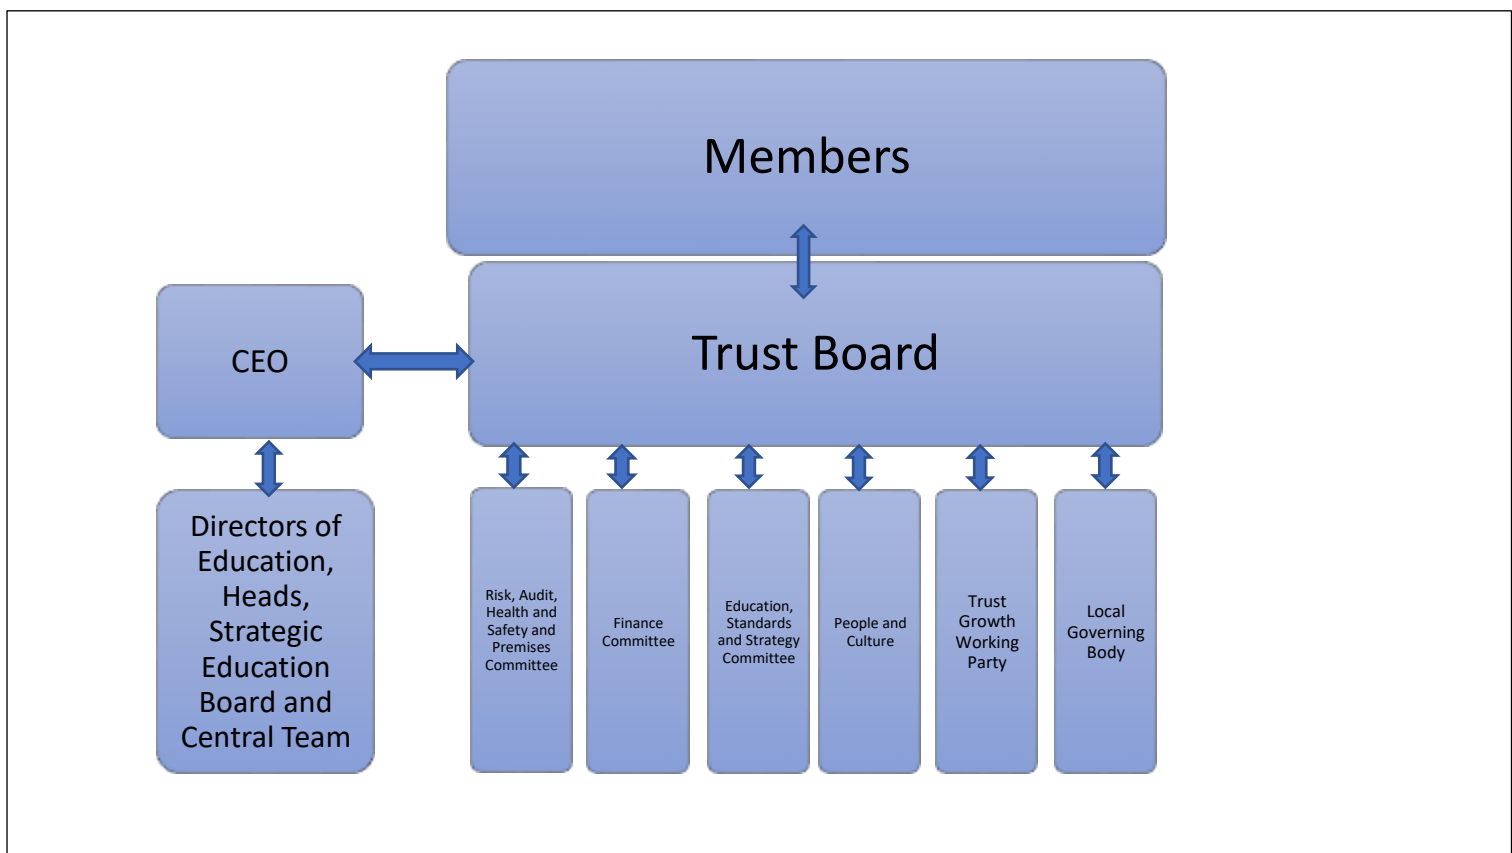 Members
CEO
Trust Board
Directors of
Education,
Heads,
Strategic
Education
Board and
Central Team
Risk, Audit,
Health and
Safety and
Premises
Committee
Finance
Committee
Education,
Standards
and Strategy
Committee
People and
Culture
Trust
Growth
Working
Party
Local
Governing
Body